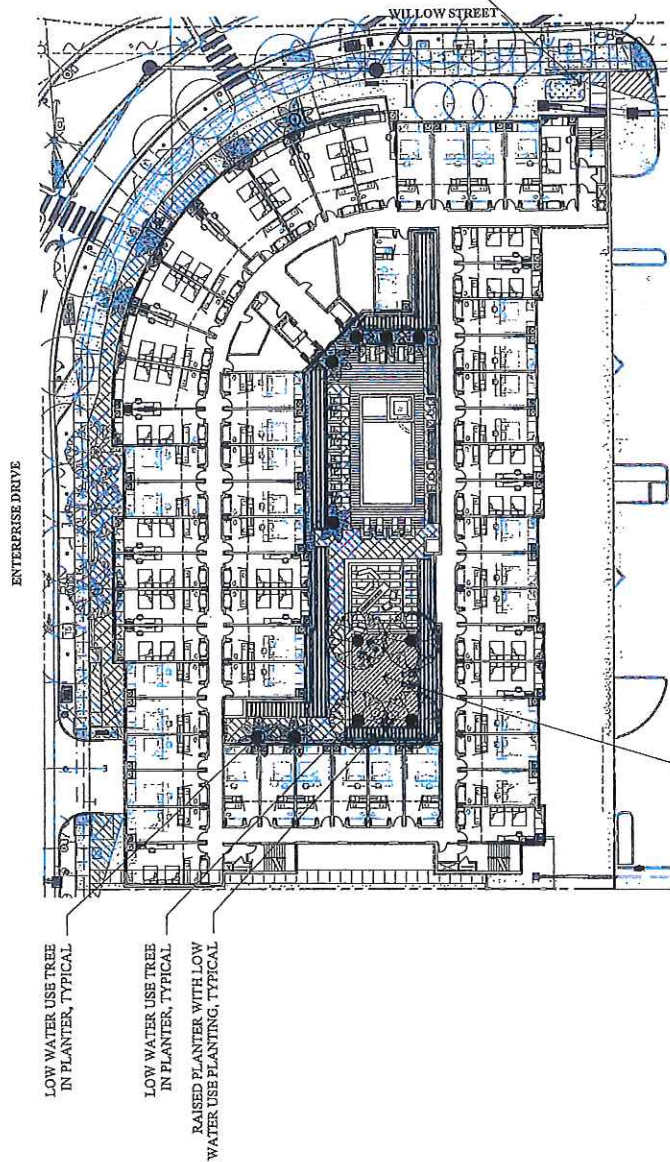 WILLOW STREET
ENTERPRISE DRIVE
LOW WATER USE TREE
IN PLANTER, TYPICAL
LOW WATER USE TREE
IN PLANTER, TYPICAL
RAISED PLANTER WITH LOW
WATER USE PLANTING, TYPICAL